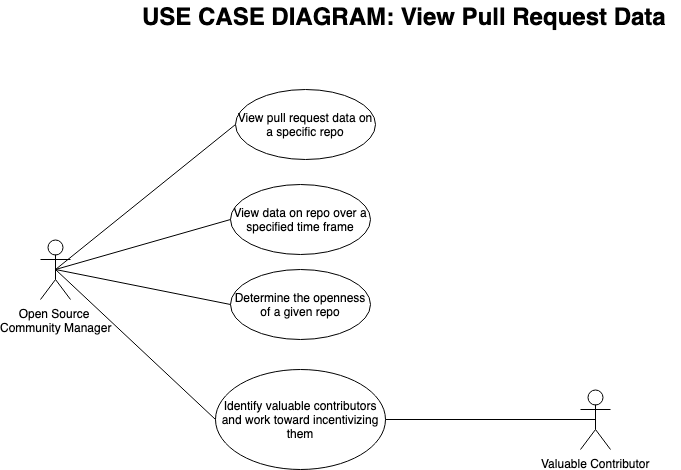 USE CASE DIAGRAM: View Pull Request Data
View pull request data on
a specific repo
View data on repo over a
specified time frame
Open Source
Community Manager
Determine the openness
of a given repo
Identify valuable contributors
and work toward incentivizing
them
Valuable Contributor